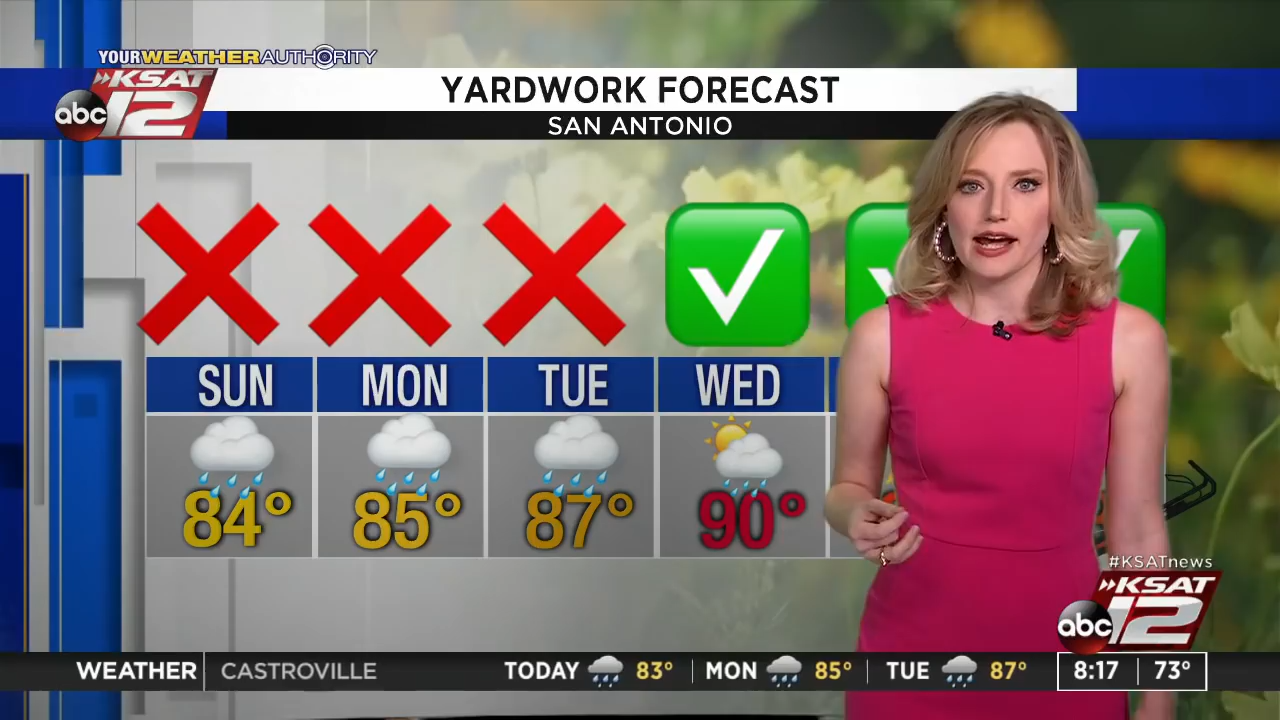 YOURWEATHERAUTHORITY
KSAT
abc 12
YARDWORK FORECAST
SAN ANTONIO
SUN MON TUE WED
84° 85° 87° 90°
#KSATnews
KSAT
abc 12
WEATHER CASTROVILLE TODAY 83° MON 85° TUE 87° 8:17 73°